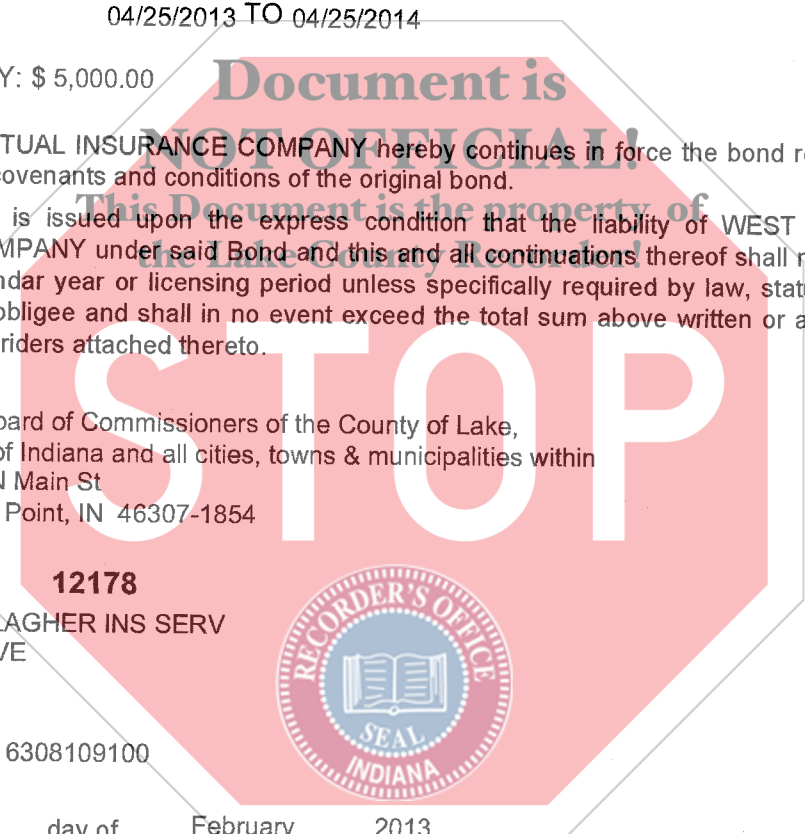 04/25/2013 TO 04/25/2014
Y: $ 5,000.00
Document is
NOT OFFICIAL!
TUAL INSURANCE COMPANY hereby continues in force the bond r
covenants and conditions of the original bond.
This Document is the property of
is issued upon the express condition that the liability of WEST
the Lake County Recorder!
MPANY under said Bond and this and all continuations thereof shall
ndar year or licensing period unless specifically required by law, statu
obligee and shall in no event exceed the total sum above written or a
riders attached thereto.
STOP
oard of Commissioners of the County of Lake,
of Indiana and all cities, towns & municipalities within
N Main St
Point, IN 46307-1854
12178
LAGHER INS SERV
VE
RECORDER'S OFFICE
SEAL
INDIANA
6308109100
day of February 2013